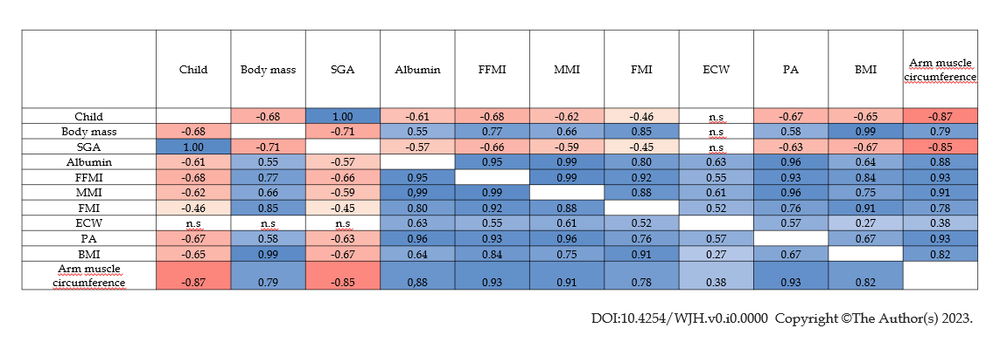 Child Body mass SGA Albumin FFMI MMI FMI ECW PA BMI Arm muscle
circumference
Child -0.68 1.00 -0.61 -0.68 -0.62 -0.46 n.s -0.67 -0.65 -0.87
Body mass -0.68 -0.71 0.55 0.77 0.66 0.85 n.s 0.58 0.99 0.79
SGA 1.00 -0.71 -0.57 -0.66 -0.59 -0.45 n.s -0.63 -0.67 -0.85
Albumin -0.61 0.55 -0.57 0.95 0.99 0.80 0.63 0.96 0.64 0.88
FFMI -0.68 0.77 -0.66 0.95 0.99 0.92 0.55 0.93 0.84 0.93
MMI -0.62 0.66 -0.59 0,99 0.99 0.88 0.61 0.96 0.75 0.91
FMI -0.46 0.85 -0.45 0.80 0.92 0.88 0.52 0.76 0.91 0.78
ECW n.s n.s n.s 0.63 0.55 0.61 0.52 0.57 0.27 0.38
PA -0.67 0.58 -0.63 0.96 0.93 0.96 0.76 0.57 0.67 0.93
BMI -0.65 0.99 -0.67 0.64 0.84 0.75 0.91 0.27 0.67 0.82
Arm muscle
circumference -0.87 0.79 -0.85 0,88 0.93 0.91 0.78 0.38 0.93 0.82
DOI:10.4254/WJH.v0.i0.0000 Copyright ©The Author(s) 2023.